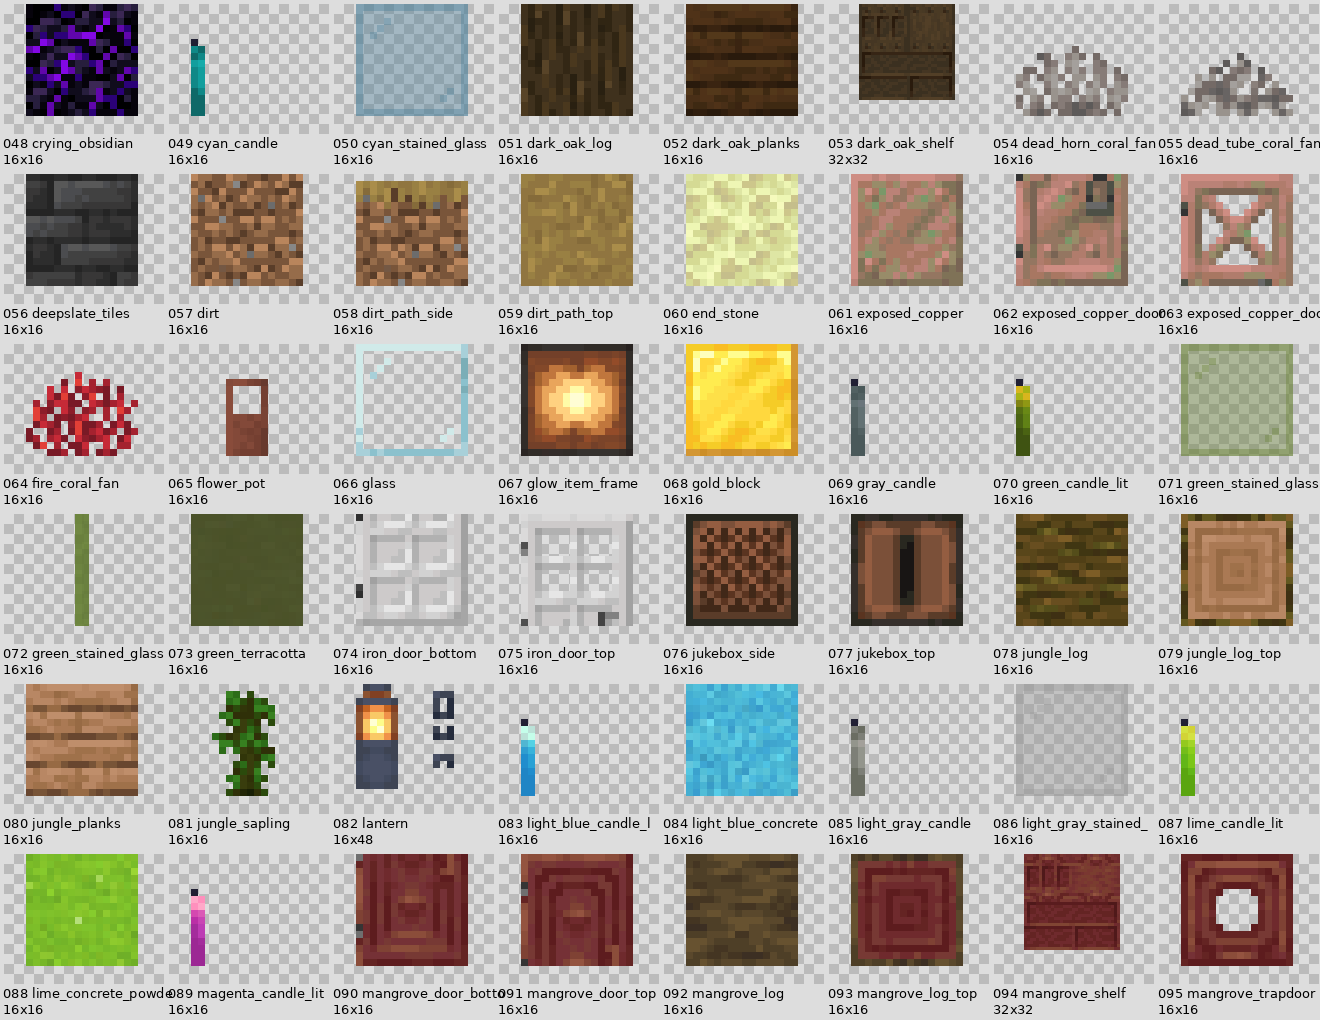 048 crying_obsidian
16x16
049 cyan_candle
16x16
050 cyan_stained_glass
16x16
051 dark_oak_log
16x16
052 dark_oak_planks
16x16
053 dark_oak_shelf
32x32
054 dead_horn_coral_fan
16x16
055 dead_tube_coral_fan
16x16
056 deepslate_tiles
16x16
057 dirt
16x16
058 dirt_path_side
16x16
059 dirt_path_top
16x16
060 end_stone
16x16
061 exposed_copper
16x16
062 exposed_copper_doo
16x16
063 exposed_copper_doo
16x16
064 fire_coral_fan
16x16
065 flower_pot
16x16
066 glass
16x16
067 glow_item_frame
16x16
068 gold_block
16x16
069 gray_candle
16x16
070 green_candle_lit
16x16
071 green_stained_glass
16x16
072 green_stained_glass
16x16
073 green_terracotta
16x16
074 iron_door_bottom
16x16
075 iron_door_top
16x16
076 jukebox_side
16x16
077 jukebox_top
16x16
078 jungle_log
16x16
079 jungle_log_top
16x16
080 jungle_planks
16x16
081 jungle_sapling
16x16
082 lantern
16x48
083 light_blue_candle_l
16x16
084 light_blue_concrete
16x16
085 light_gray_candle
16x16
086 light_gray_stained_
16x16
087 lime_candle_lit
16x16
088 lime_concrete_powde
16x16
089 magenta_candle_lit
16x16
090 mangrove_door_botto
16x16
091 mangrove_door_top
16x16
092 mangrove_log
16x16
093 mangrove_log_top
16x16
094 mangrove_shelf
32x32
095 mangrove_trapdoor
16x16